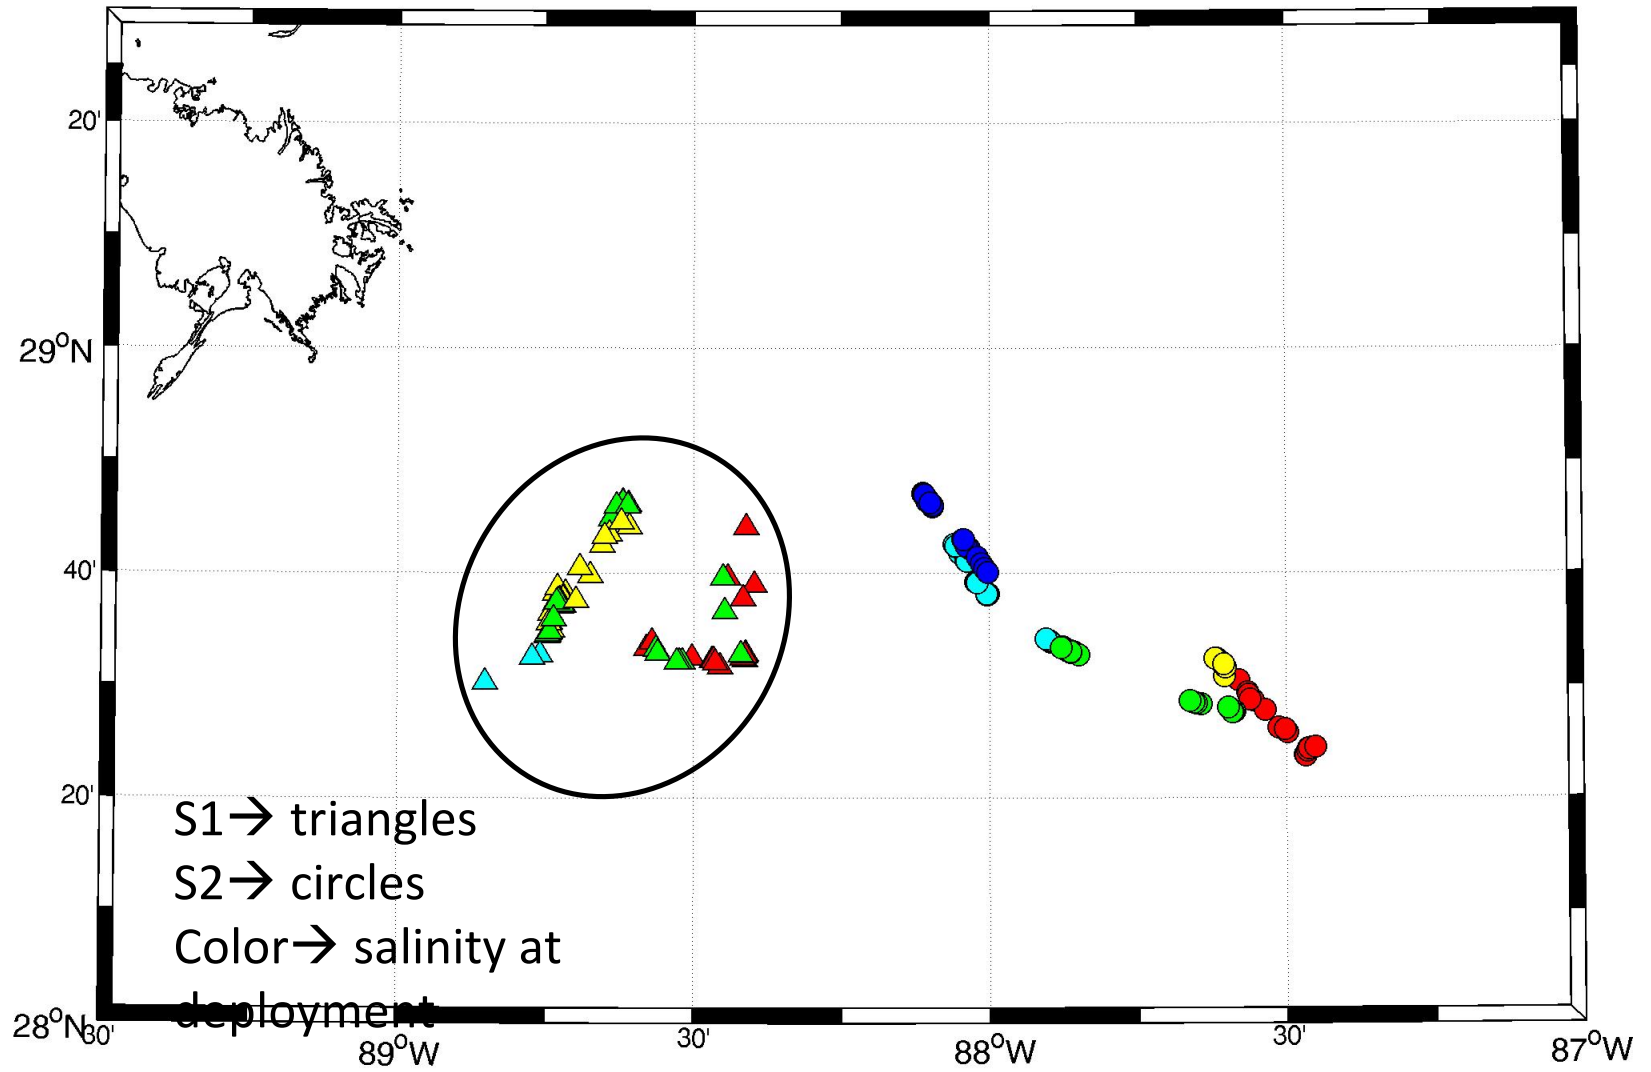 20'
29°N
40'
20'
S1→ triangles
S2→ circles
Color→ salinity at
deployment
28°N
30'
89°W
30'
88°W
30'
87°W